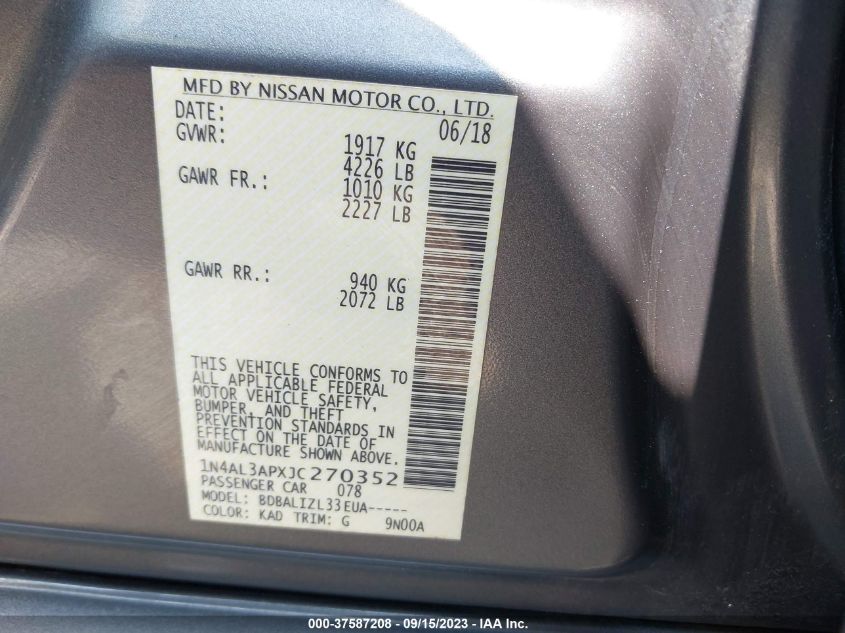 MFD BY NISSAN MOTOR CO., LTD.
DATE: 06/18
GVWR: 1917 KG
4226 LB
GAWR FR.: 1010 KG
2227 LB
GAWR RR.: 940 KG
2072 LB
THIS VEHICLE CONFORMS TO
ALL APPLICABLE FEDERAL
MOTOR VEHICLE SAFETY,
BUMPER, AND THEFT
PREVENTION STANDARDS IN
EFFECT ON THE DATE OF
MANUFACTURE SHOWN ABOVE.
1N4AL3APXJC270352
PASSENGER CAR 078
MODEL: BDBALIZL33EUA-----
COLOR: KAD TRIM: G 9N00A
000-37587208 - 09/15/2023 - IAA Inc.